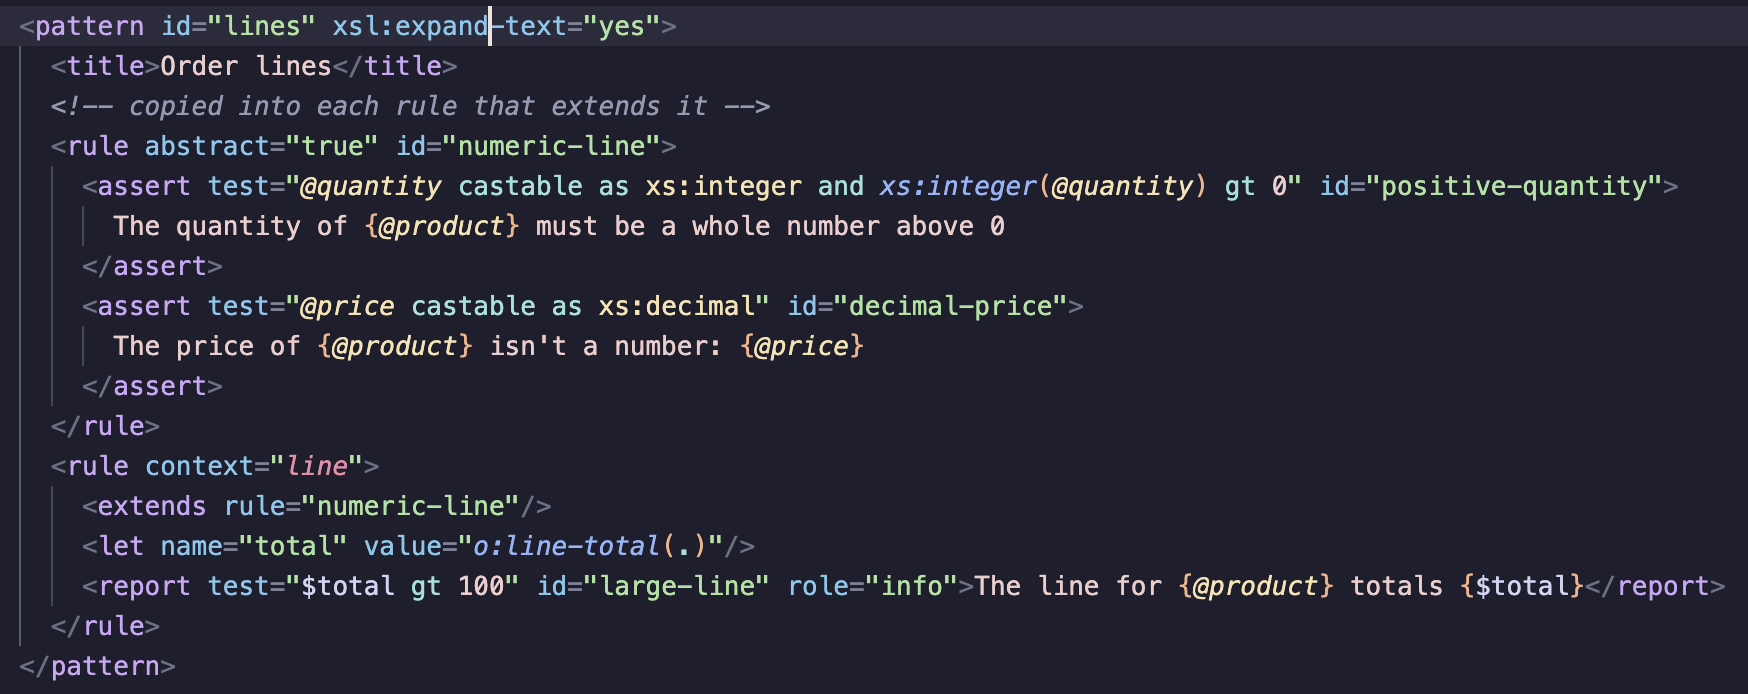 <pattern id="lines" xsl:expand-text="yes">
<title>Order lines</title>
<!-- copied into each rule that extends it -->
<rule abstract="true" id="numeric-line">
<assert test="@quantity castable as xs:integer and xs:integer(@quantity) gt 0" id="positive-quantity">
The quantity of {@product} must be a whole number above 0
</assert>
<assert test="@price castable as xs:decimal" id="decimal-price">
The price of {@product} isn't a number: {@price}
</assert>
</rule>
<rule context="line">
<extends rule="numeric-line"/>
<let name="total" value="o:line-total(.)"/>
<report test="$total gt 100" id="large-line" role="info">The line for {@product} totals {$total}</report>
</rule>
</pattern>